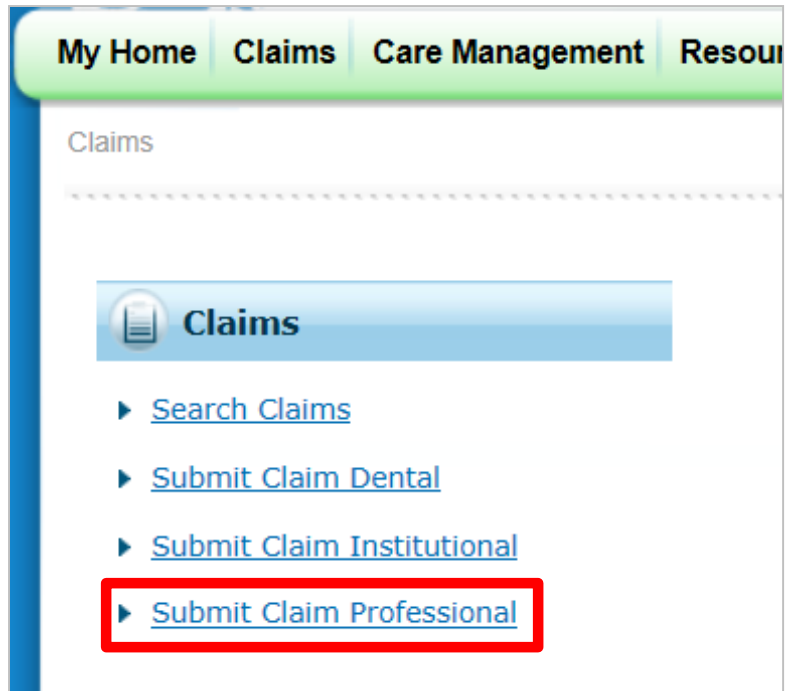 My Home Claims Care Management
Claims
Claims
Search Claims
Submit Claim Dental
Submit Claim Institutional
Submit Claim Professional